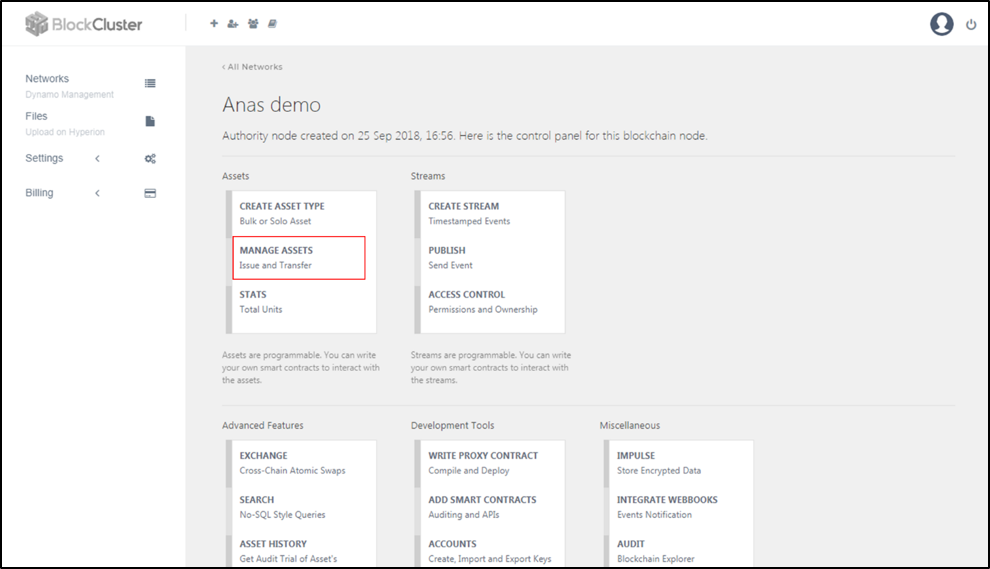 BlockCluster
Networks
Dynamo Management
Files
Upload on Hyperion
Settings
Billing
‹ All Networks
Anas demo
Authority node created on 25 Sep 2018, 16:56. Here is the control panel for this blockchain node.
Assets
CREATE ASSET TYPE
Bulk or Solo Asset
MANAGE ASSETS
Issue and Transfer
STATS
Total Units
Assets are programmable. You can write
your own smart contracts to interact with
the assets.
Streams
CREATE STREAM
Timestamped Events
PUBLISH
Send Event
ACCESS CONTROL
Permissions and Ownership
Streams are programmable. You can write
your own smart contracts to interact with
the streams.
Advanced Features
EXCHANGE
Cross-Chain Atomic Swaps
SEARCH
No-SQL Style Queries
ASSET HISTORY
Get Audit Trial of Asset's
Development Tools
WRITE PROXY CONTRACT
Compile and Deploy
ADD SMART CONTRACTS
Auditing and APIs
ACCOUNTS
Create, Import and Export Keys
Miscellaneous
IMPULSE
Store Encrypted Data
INTEGRATE WEBBOOKS
Events Notification
AUDIT
Blockchain Explorer